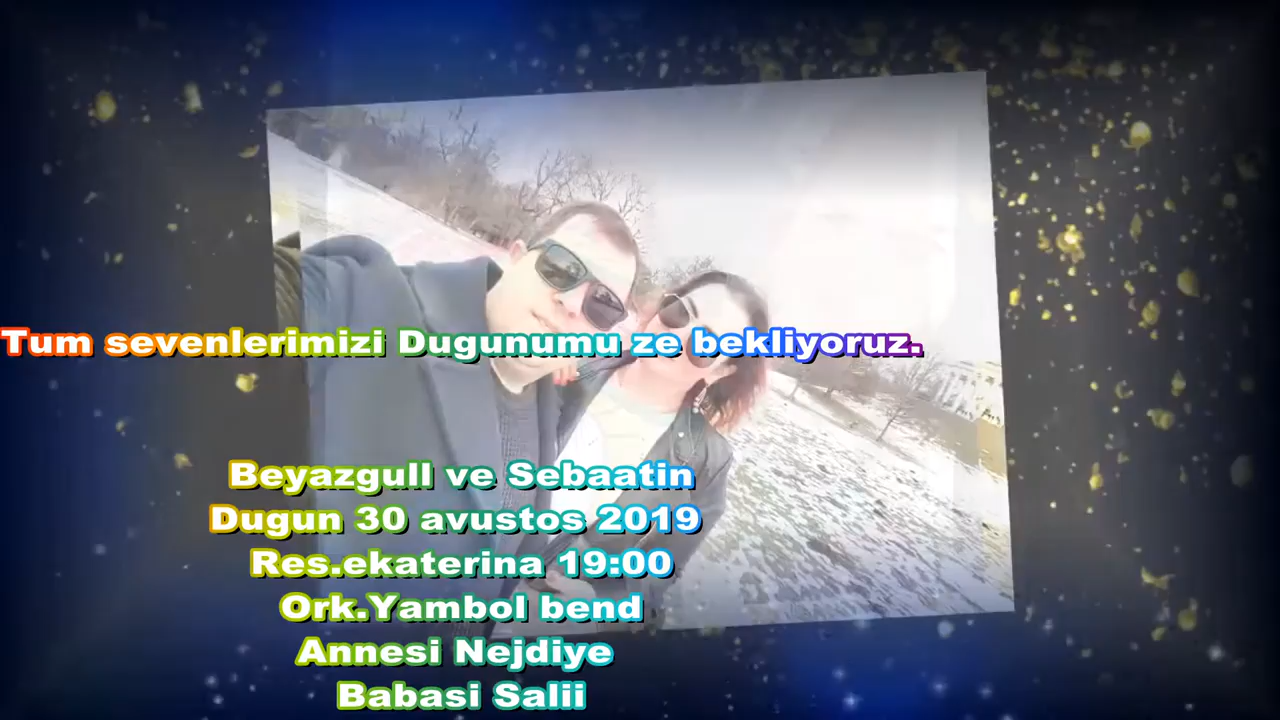 Tum sevenlerimizi Dugunumu ze bekliyoruz.
Beyazgull ve Sebaatin
Dugun 30 avustos 2019
Res.ekaterina 19:00
Ork.Yambol bend
Annesi Nejdiye
Babasi Salii